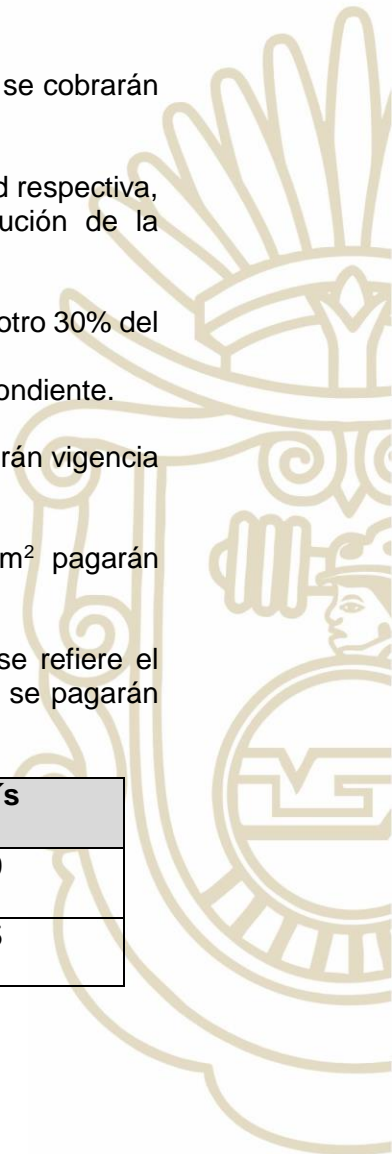 se cobrarán
respectiva,
ución de la
otro 30% del
ondiente.
rán vigencia
m² pagarán
se refiere el
se pagarán
´s